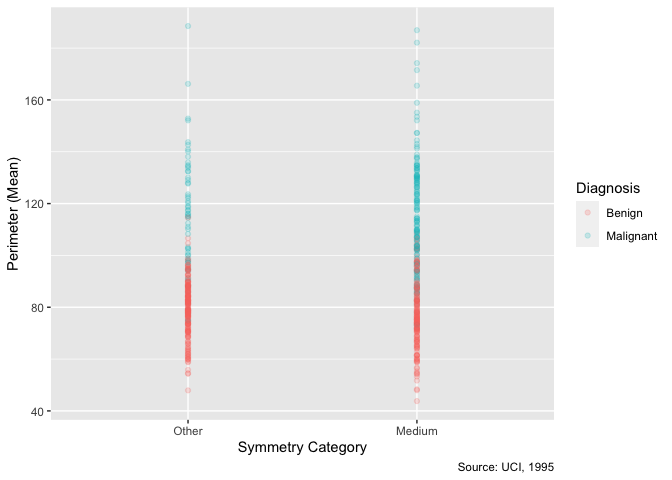 Perimeter (Mean)
160
120
80
40
Other
Medium
Symmetry Category
Diagnosis
Benign
Malignant
Source: UCI, 1995